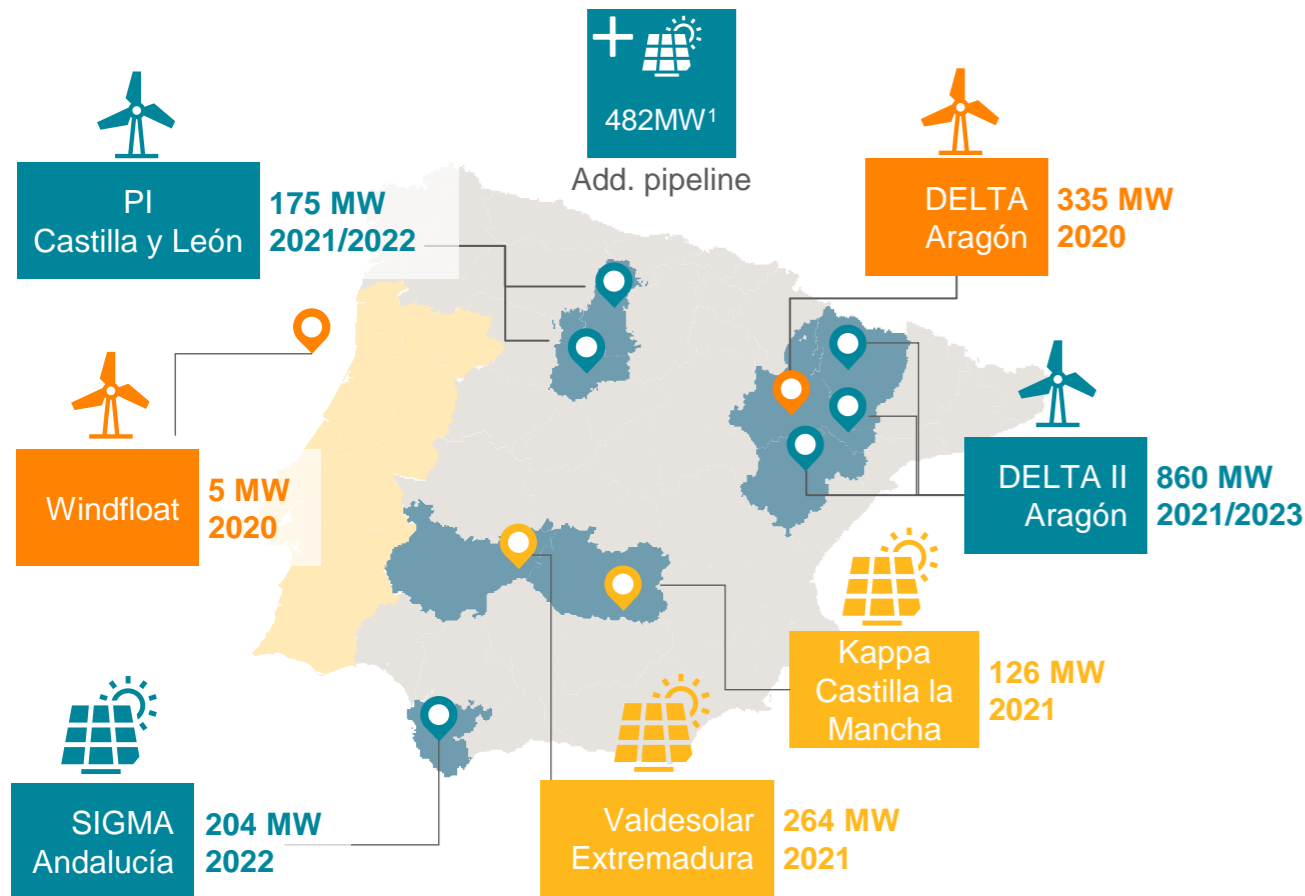 482MW¹
Add. pipeline
PI
Castilla y León
175 MW
2021/2022
DELTA
Aragón
335 MW
2020
Windfloat
5 MW
2020
DELTA II
Aragón
860 MW
2021/2023
Kappa
Castilla la
Mancha
126 MW
2021
SIGMA
Andalucía
204 MW
2022
Valdesolar
Extremadura
264 MW
2021